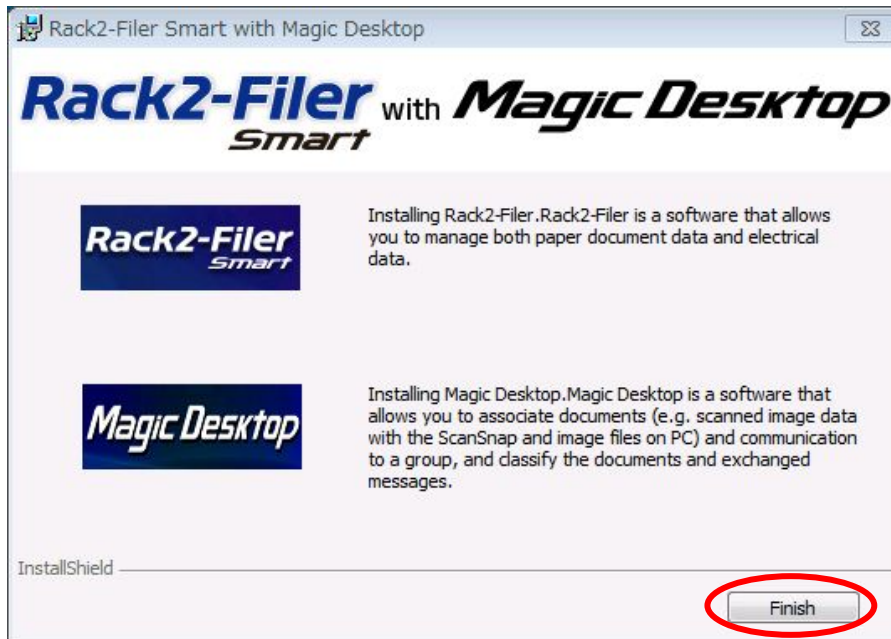 Rack2-Filer Smart with Magic Desktop
Rack2-Filer Smart with Magic Desktop
Rack2-Filer
Smart
Installing Rack2-Filer.Rack2-Filer is a software that allows
you to manage both paper document data and electrical
data.
Magic Desktop
Installing Magic Desktop.Magic Desktop is a software that
allows you to associate documents (e.g. scanned image data
with the ScanSnap and image files on PC) and communication
to a group, and classify the documents and exchanged
messages.
InstallShield
Finish